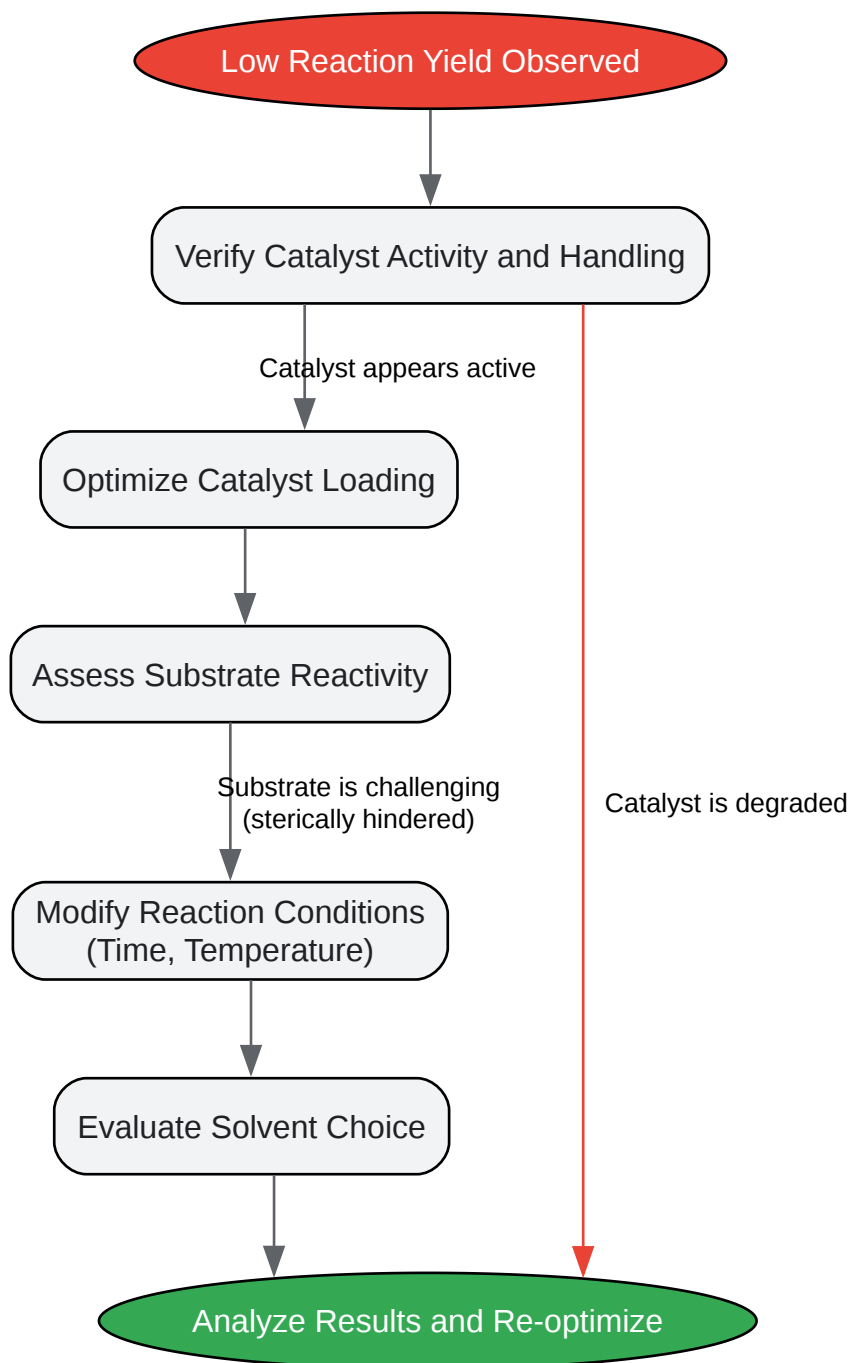 Low Reaction Yield Observed
Verify Catalyst Activity and Handling
Catalyst appears active
Optimize Catalyst Loading
Assess Substrate Reactivity
Substrate is challenging
(sterically hindered)
Catalyst is degraded
Modify Reaction Conditions
(Time, Temperature)
Evaluate Solvent Choice
Analyze Results and Re-optimize